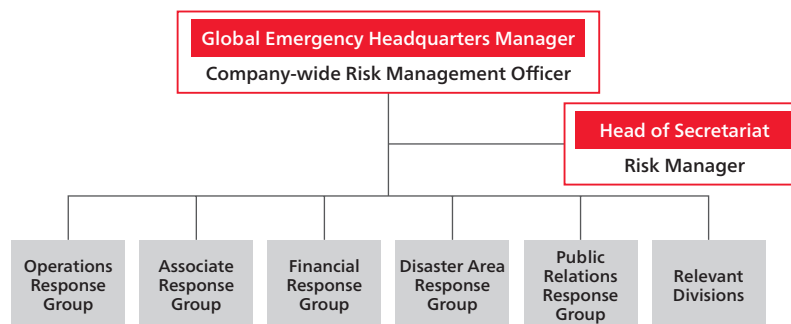 Global Emergency Headquarters Manager
Company-wide Risk Management Officer
Head of Secretariat
Risk Manager
Operations
Response
Group
Associate
Response
Group
Financial
Response
Group
Disaster Area
Response
Group
Public
Relations
Response
Group
Relevant
Divisions